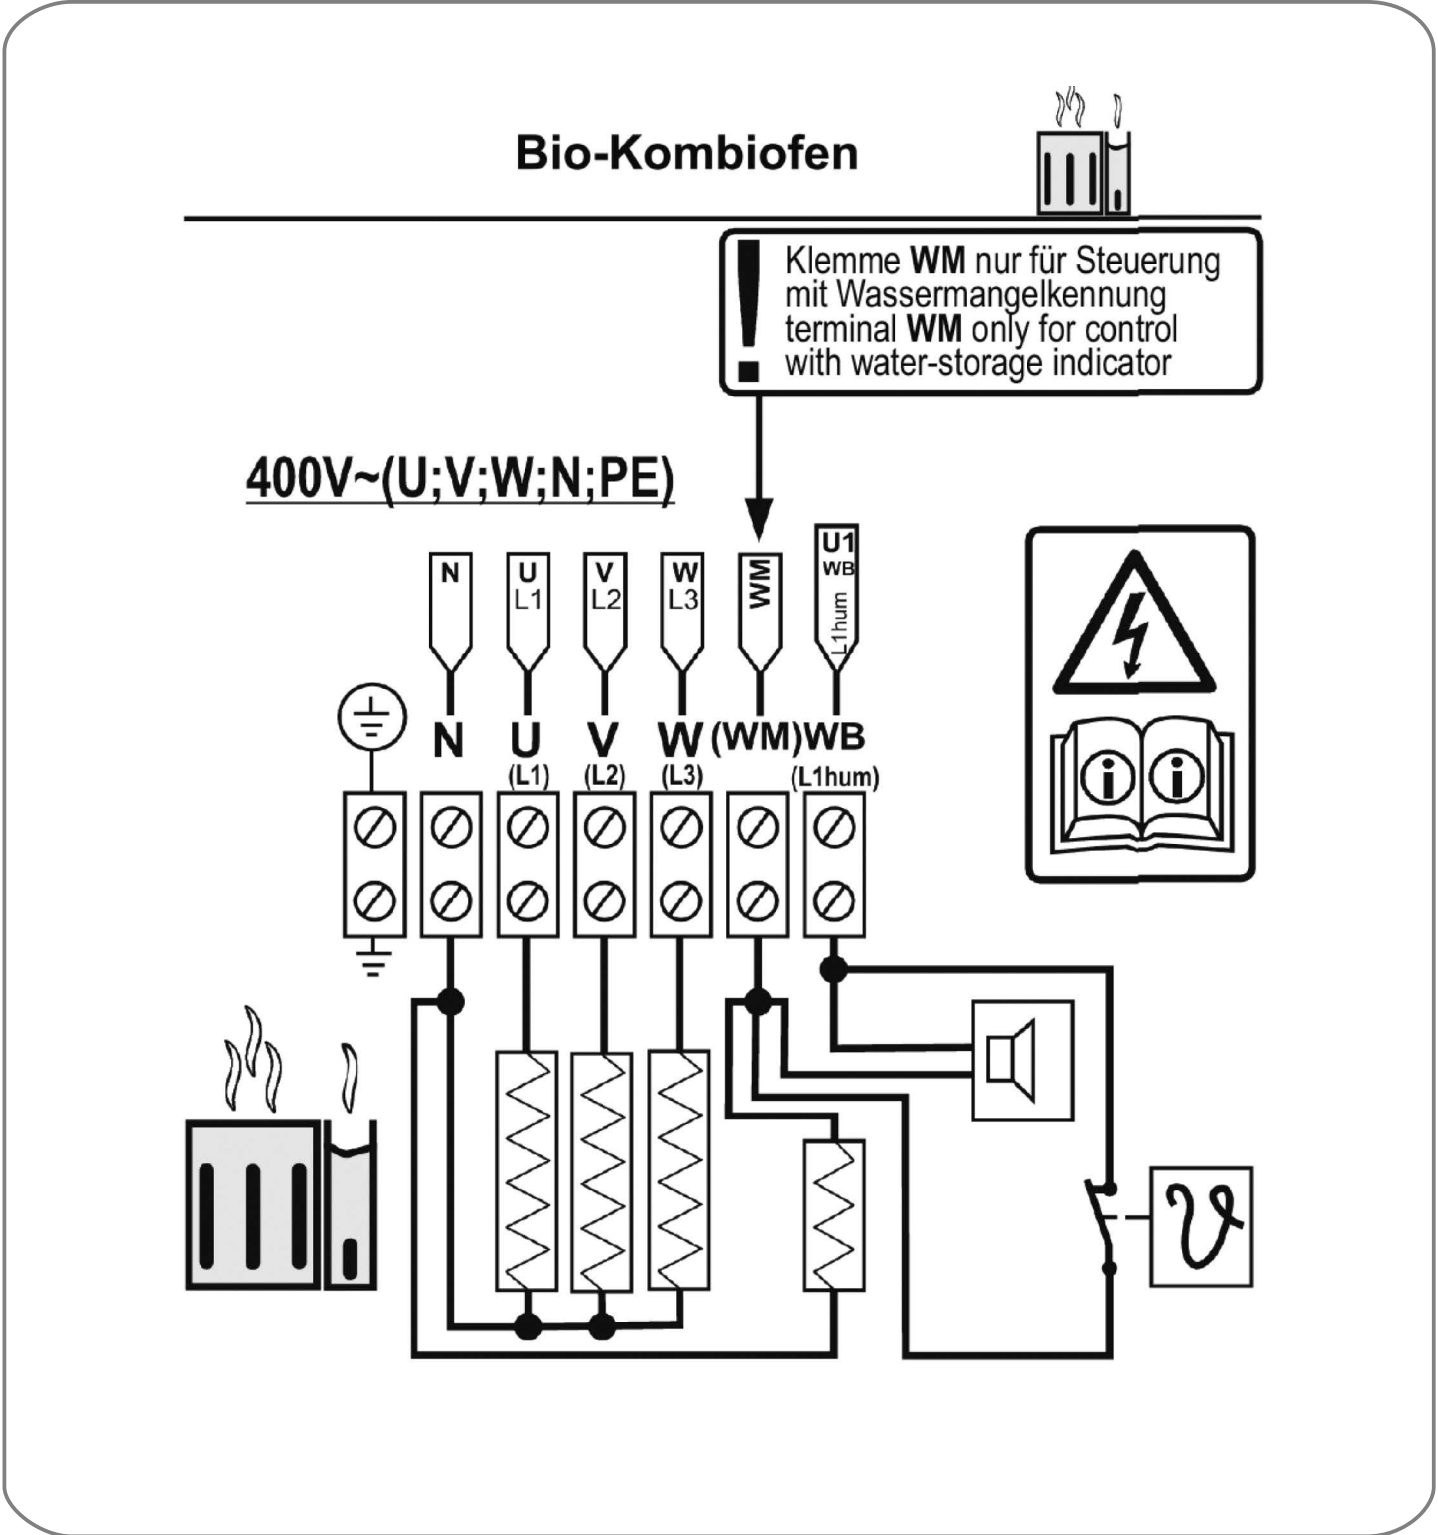 Bio-Kombiofen
! Klemme WM nur für Steuerung
mit Wassermangelkennung
terminal WM only for control
with water-storage indicator
400V~(U;V;W;N;PE)
N U V W WM U1
L1 L2 L3 WB
L1hum
N U V W (WM) WB
(L1) (L2) (L3) (L1hum)
i i
ϑ